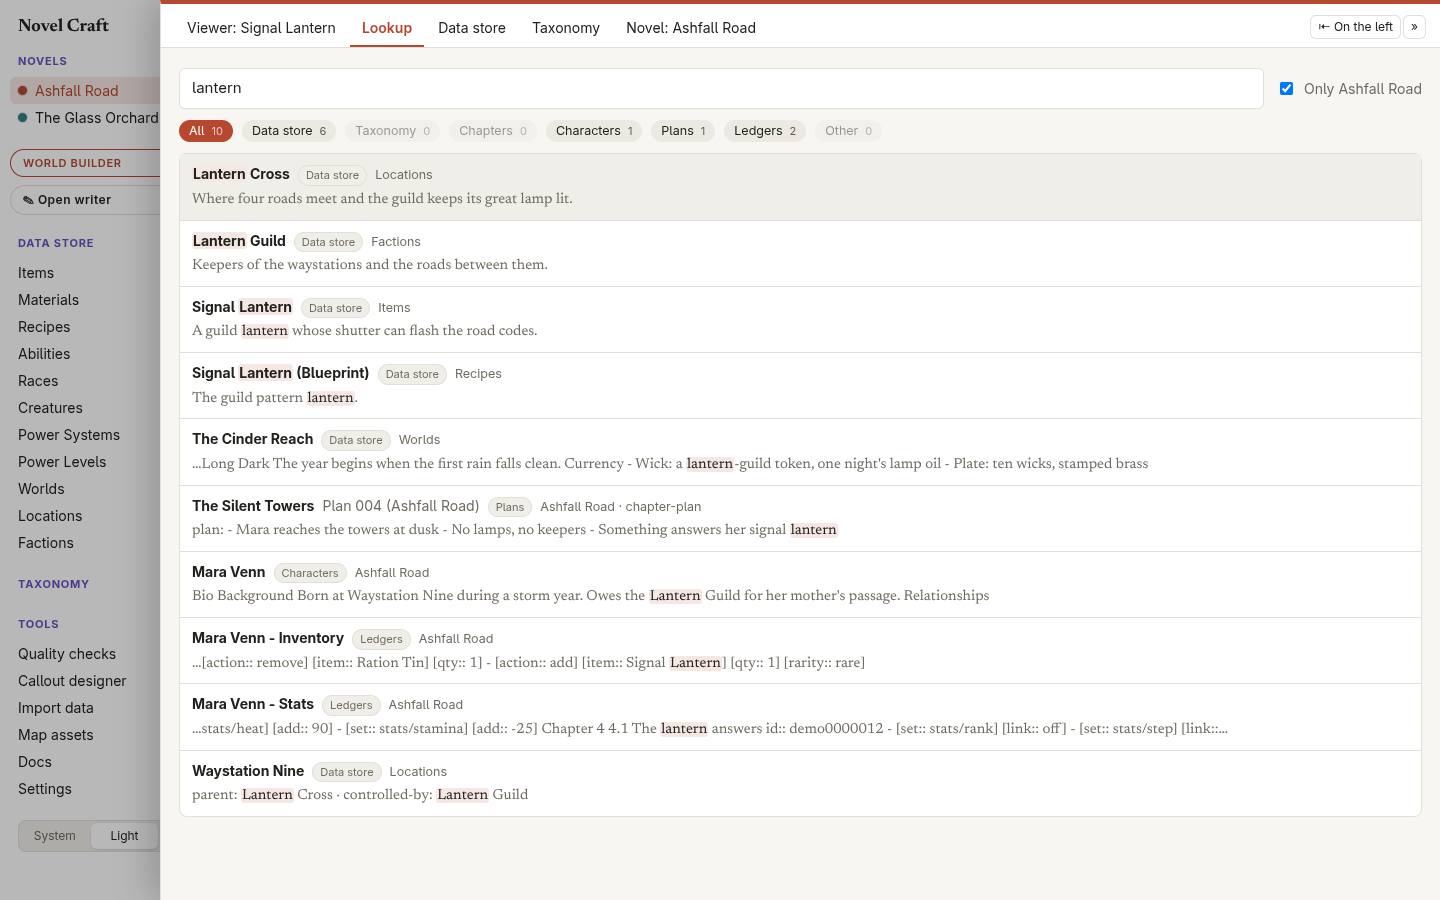 Novel Craft
NOVELS
Ashfall Road
The Glass Orchard
WORLD BUILDER
✎ Open writer
DATA STORE
Items
Materials
Recipes
Abilities
Races
Creatures
Power Systems
Power Levels
Worlds
Locations
Factions
TAXONOMY
TOOLS
Quality checks
Callout designer
Import data
Map assets
Docs
Settings
System Light
Viewer: Signal Lantern Lookup Data store Taxonomy Novel: Ashfall Road
⇤ On the left »
lantern
Only Ashfall Road
All 10 Data store 6 Taxonomy 0 Chapters 0 Characters 1 Plans 1 Ledgers 2 Other 0
Lantern Cross Data store Locations
Where four roads meet and the guild keeps its great lamp lit.
Lantern Guild Data store Factions
Keepers of the waystations and the roads between them.
Signal Lantern Data store Items
A guild lantern whose shutter can flash the road codes.
Signal Lantern (Blueprint) Data store Recipes
The guild pattern lantern.
The Cinder Reach Data store Worlds
...Long Dark The year begins when the first rain falls clean. Currency - Wick: a lantern-guild token, one night's lamp oil - Plate: ten wicks, stamped brass
The Silent Towers Plan 004 (Ashfall Road) Plans Ashfall Road · chapter-plan
plan: - Mara reaches the towers at dusk - No lamps, no keepers - Something answers her signal lantern
Mara Venn Characters Ashfall Road
Bio Background Born at Waystation Nine during a storm year. Owes the Lantern Guild for her mother's passage. Relationships
Mara Venn - Inventory Ledgers Ashfall Road
...[action:: remove] [item:: Ration Tin] [qty:: 1] - [action:: add] [item:: Signal Lantern] [qty:: 1] [rarity:: rare]
Mara Venn - Stats Ledgers Ashfall Road
...stats/heat] [add:: 90] - [set:: stats/stamina] [add:: -25] Chapter 4 4.1 The lantern answers id:: demo0000012 - [set:: stats/rank] [link:: off] - [set:: stats/step] [link::...
Waystation Nine Data store Locations
parent: Lantern Cross · controlled-by: Lantern Guild